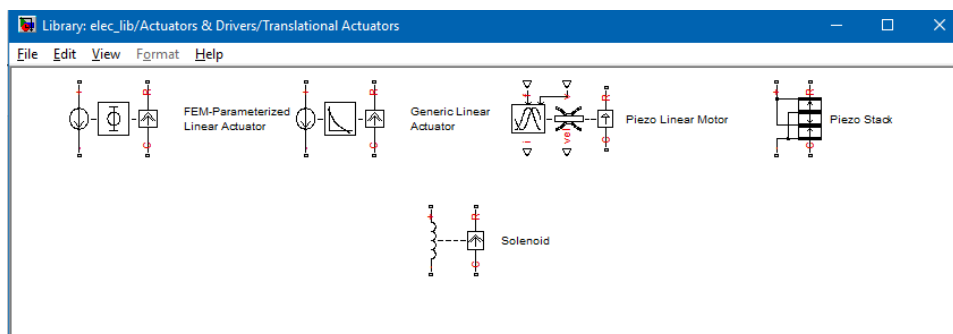 Library: elec_lib/Actuators & Drivers/Translational Actuators
File Edit View Format Help
FEM-Parameterized
Linear Actuator
Generic Linear
Actuator
Piezo Linear Motor
Piezo Stack
+ R
C
+ R
C
f
i vel
R
C
+ R
C
Solenoid
+ R
C